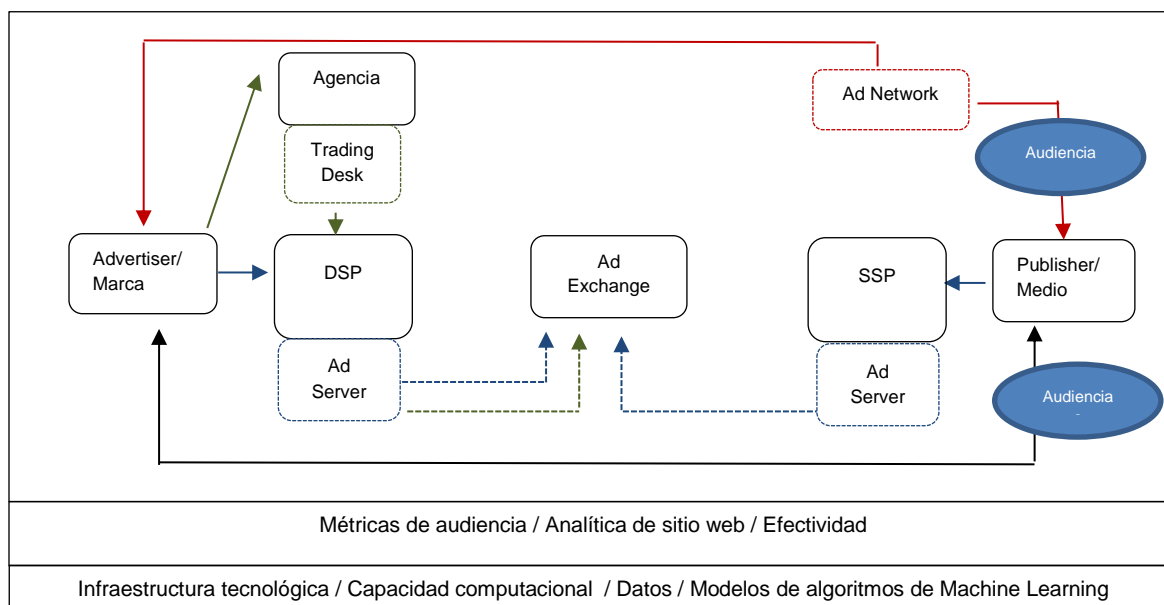 Agencia
Ad Network
Trading
Desk
Audiencia
Advertiser/
Marca
DSP
Ad
Exchange
SSP
Publisher/
Medio
Ad
Server
Ad
Server
Audiencia
Métricas de audiencia / Analítica de sitio web / Efectividad
Infraestructura tecnológica / Capacidad computacional / Datos / Modelos de algoritmos de Machine Learning